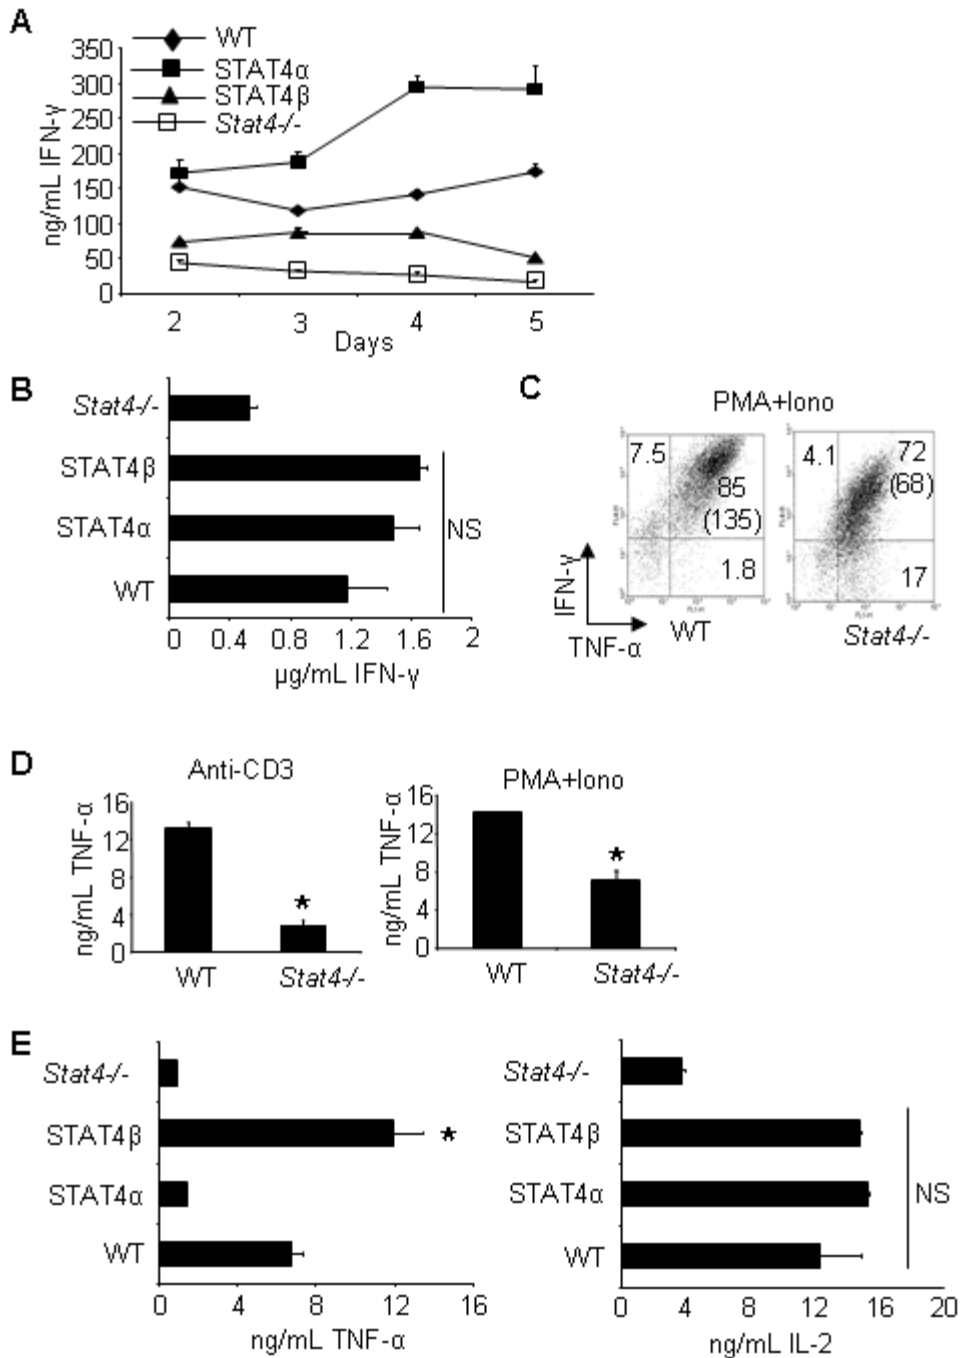 A
WT
STAT4α
STAT4β
Stat4-/-
ng/mL IFN-γ
350
300
250
200
150
100
50
0
2 3 4 5
Days
B
Stat4-/-
STAT4β
STAT4α
WT
NS
0 0.4 0.8 1.2 1.6 2
µg/mL IFN-γ
C
PMA+Iono
7.5
85
(135)
1.8
4.1
72
(68)
17
IFN-γ
TNF-α
WT
Stat4-/-
D
Anti-CD3
ng/mL TNF-α
16
12
8
4
0
WT Stat4-/-
PMA+Iono
ng/mL TNF-α
16
12
8
4
0
WT Stat4-/-
E
Stat4-/-
STAT4β
*
STAT4α
WT
0 4 8 12 16
ng/mL TNF-α
Stat4-/-
STAT4β
STAT4α
WT
NS
0 4 8 12 16 20
ng/mL IL-2